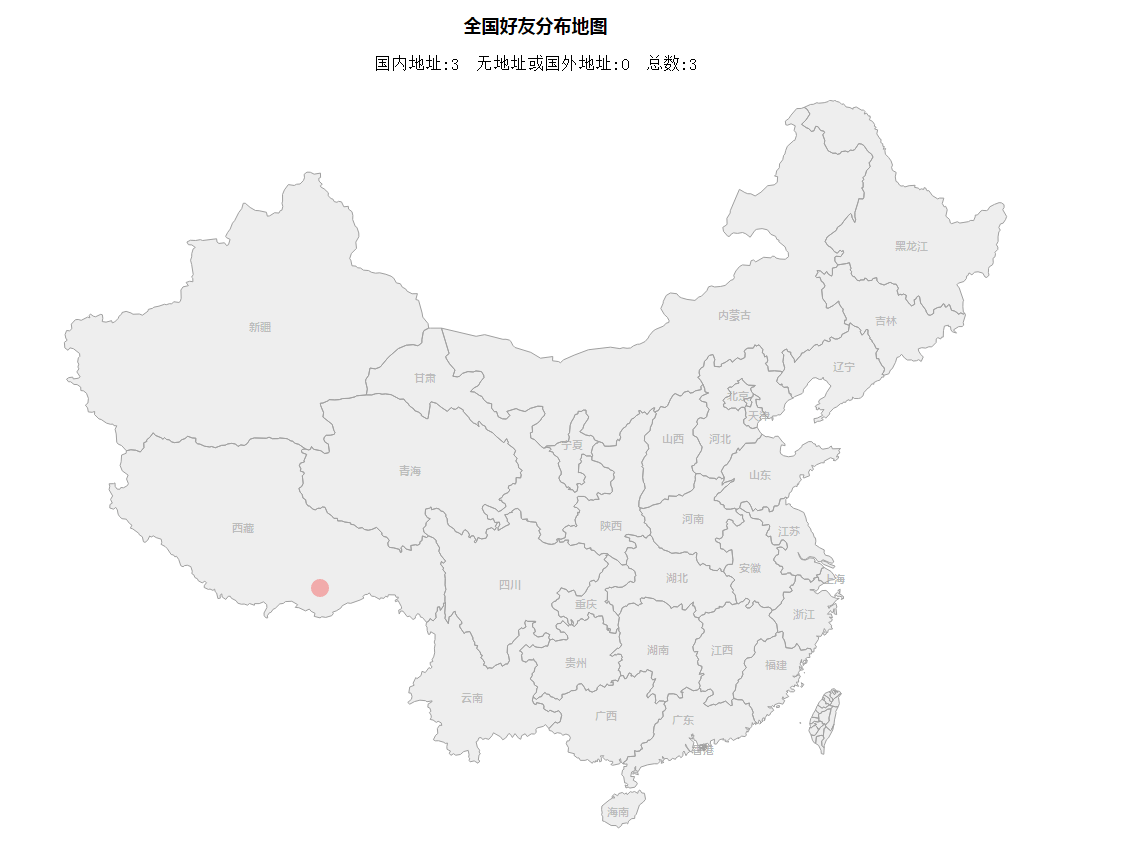 全国好友分布地图
国内地址:3 无地址或国外地址:0 总数:3
黑龙江
内蒙古
吉林
新疆
辽宁
甘肃
北京
天津
山西
河北
宁夏
青海
山东
河南
陕西
西藏
江苏
安徽
湖北
上海
四川
重庆
浙江
湖南
江西
贵州
福建
云南
广西
广东
香港
海南